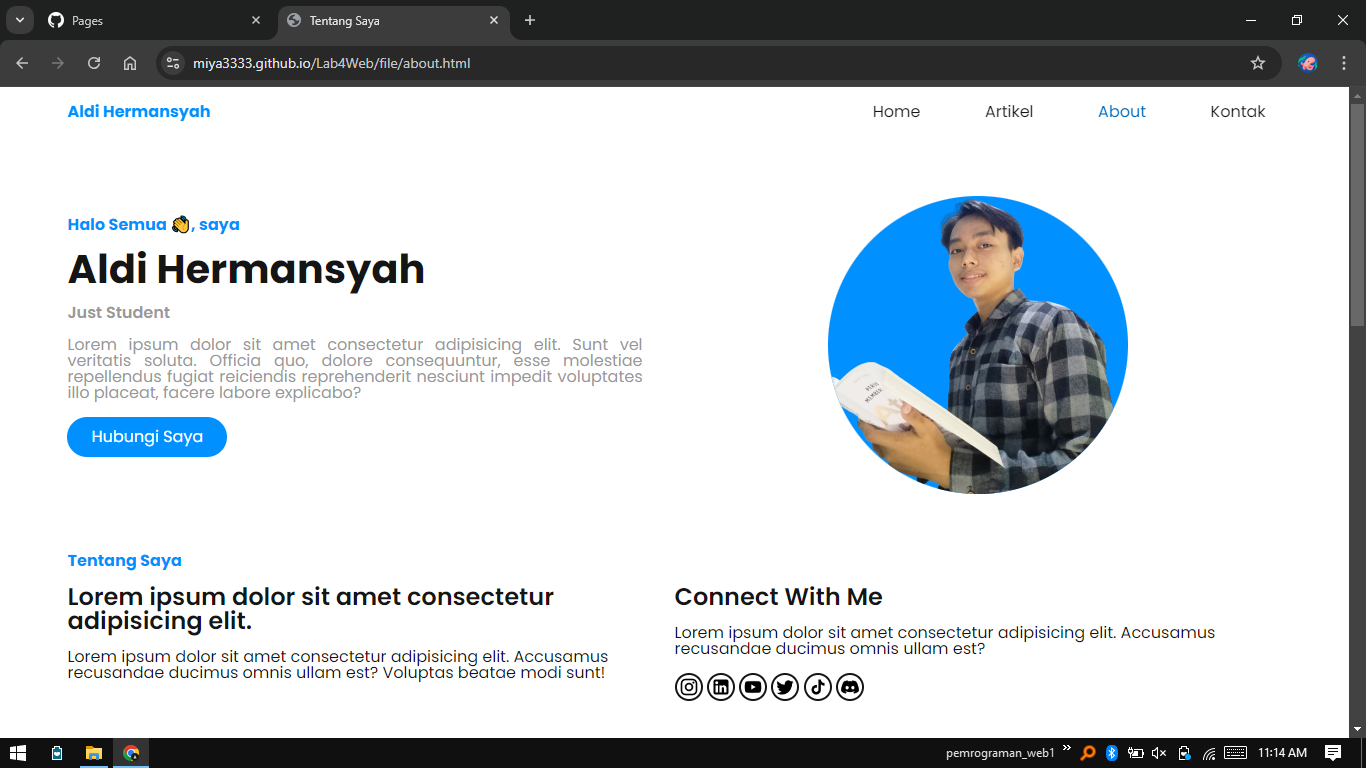 Pages
Tentang Saya
miya3333.github.io/Lab4Web/file/about.html
Aldi Hermansyah
Home
Artikel
About
Kontak
Halo Semua 👏, saya
Aldi Hermansyah
Just Student
Lorem ipsum dolor sit amet consectetur adipisicing elit. Sunt vel
veritatis soluta. Officia quo, dolore consequuntur, esse molestiae
repellendus fugiat reiciendis reprehenderit nesciunt impedit voluptates
illo placeat, facere labore explicabo?
Hubungi Saya
MEMBER
Tentang Saya
Lorem ipsum dolor sit amet consectetur
adipisicing elit.
Lorem ipsum dolor sit amet consectetur adipisicing elit. Accusamus
recusandae ducimus omnis ullam est? Voluptas beatae modi sunt!
Connect With Me
Lorem ipsum dolor sit amet consectetur adipisicing elit. Accusamus
recusandae ducimus omnis ullam est?
pemrograman_web1
11:14 AM